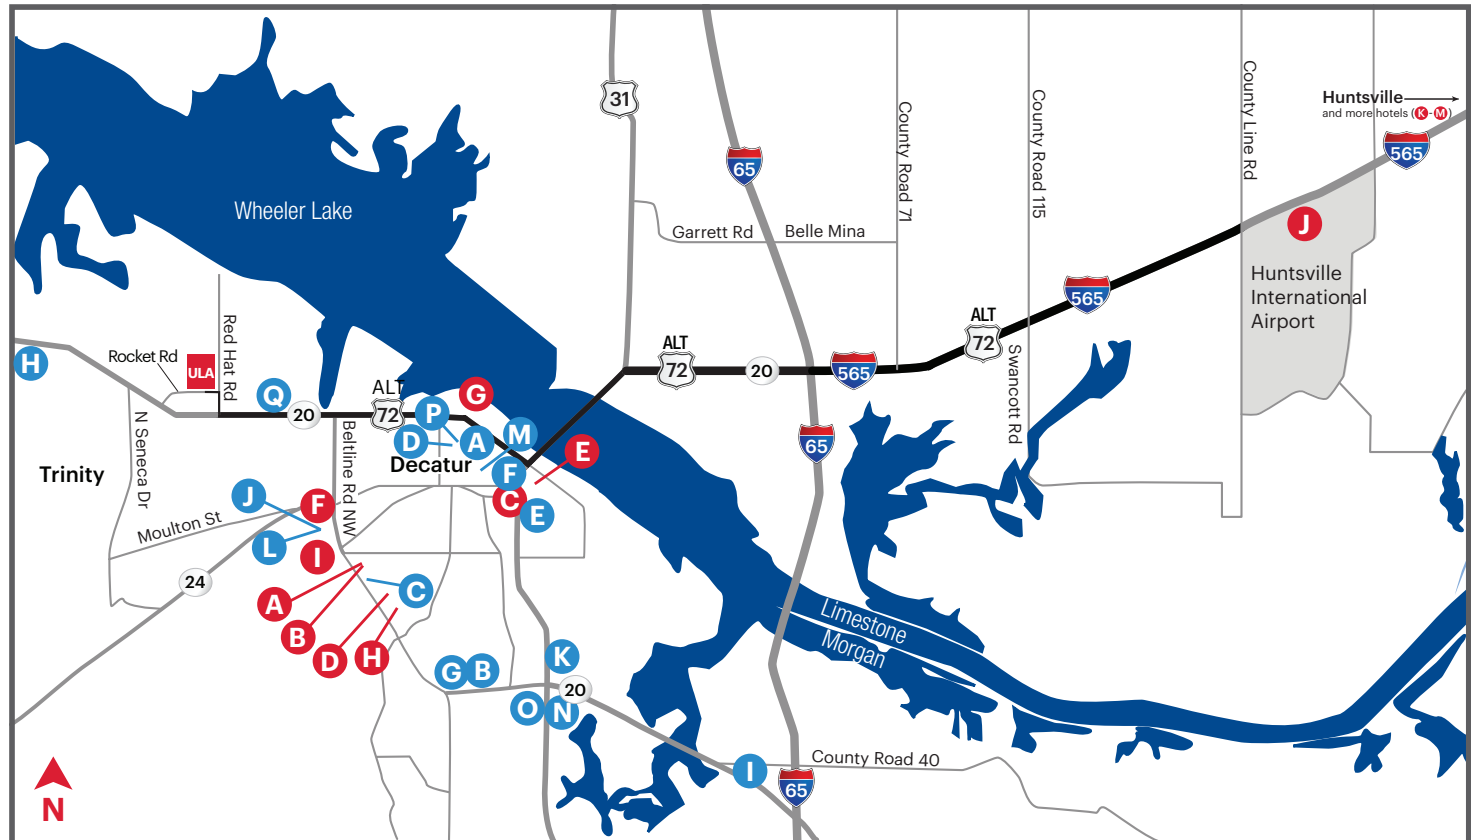 31
65
County Road 71
County Road 115
County Line Rd
Huntsville
and more hotels (K-M)
565
Wheeler Lake
Garrett Rd
Belle Mina
J
Huntsville
International
Airport
565
ALT
72
ALT
72
20
565
Swancott Rd
H
Rocket Rd
ULA
Red Hat Rd
Q
20
ALT
72
P
G
D
A
M
Decatur
F
E
C
E
65
Trinity
N Seneca Dr
Beltline Rd NW
J
F
Moulton St
L
I
24
A
B
D
H
C
Limestone
Morgan
G
B
K
20
O
N
I
County Road 40
65
N